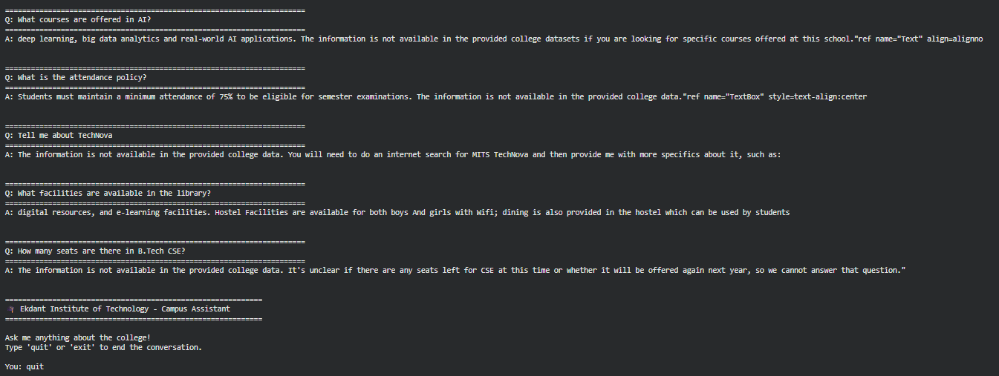 ======================================================================
Q: What courses are offered in AI?
======================================================================
A: deep learning, big data analytics and real-world AI applications. The information is not available in the provided college datasets if you are looking for specific courses offered at this school."ref name="Text" align=alignno
======================================================================
Q: What is the attendance policy?
======================================================================
A: Students must maintain a minimum attendance of 75% to be eligible for semester examinations. The information is not available in the provided college data."ref name="TextBox" style=text-align:center
======================================================================
Q: Tell me about TechNova
======================================================================
A: The information is not available in the provided college data. You will need to do an internet search for MITS TechNova and then provide me with more specifics about it, such as:
======================================================================
Q: What facilities are available in the library?
======================================================================
A: digital resources, and e-learning facilities. Hostel Facilities are available for both boys And girls with Wifi; dining is also provided in the hostel which can be used by students
======================================================================
Q: How many seats are there in B.Tech CSE?
======================================================================
A: The information is not available in the provided college data. It's unclear if there are any seats left for CSE at this time or whether it will be offered again next year, so we cannot answer that question."
============================================================
🎓 Ekdant Institute of Technology - Campus Assistant
============================================================
Ask me anything about the college!
Type 'quit' or 'exit' to end the conversation.
You: quit